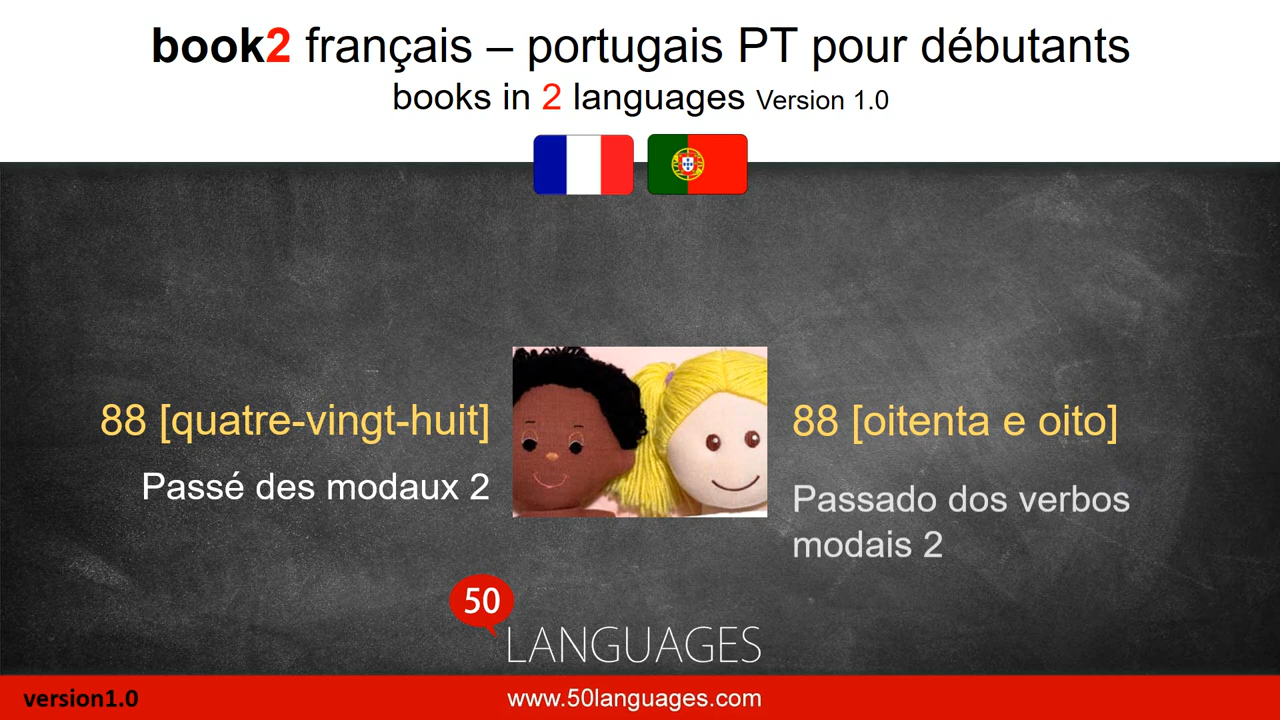 book2 français – portugais PT pour débutants
books in 2 languages Version 1.0
88 [quatre-vingt-huit]
Passé des modaux 2
88 [oitenta e oito]
Passado dos verbos
modais 2
50
LANGUAGES
version1.0
www.50languages.com